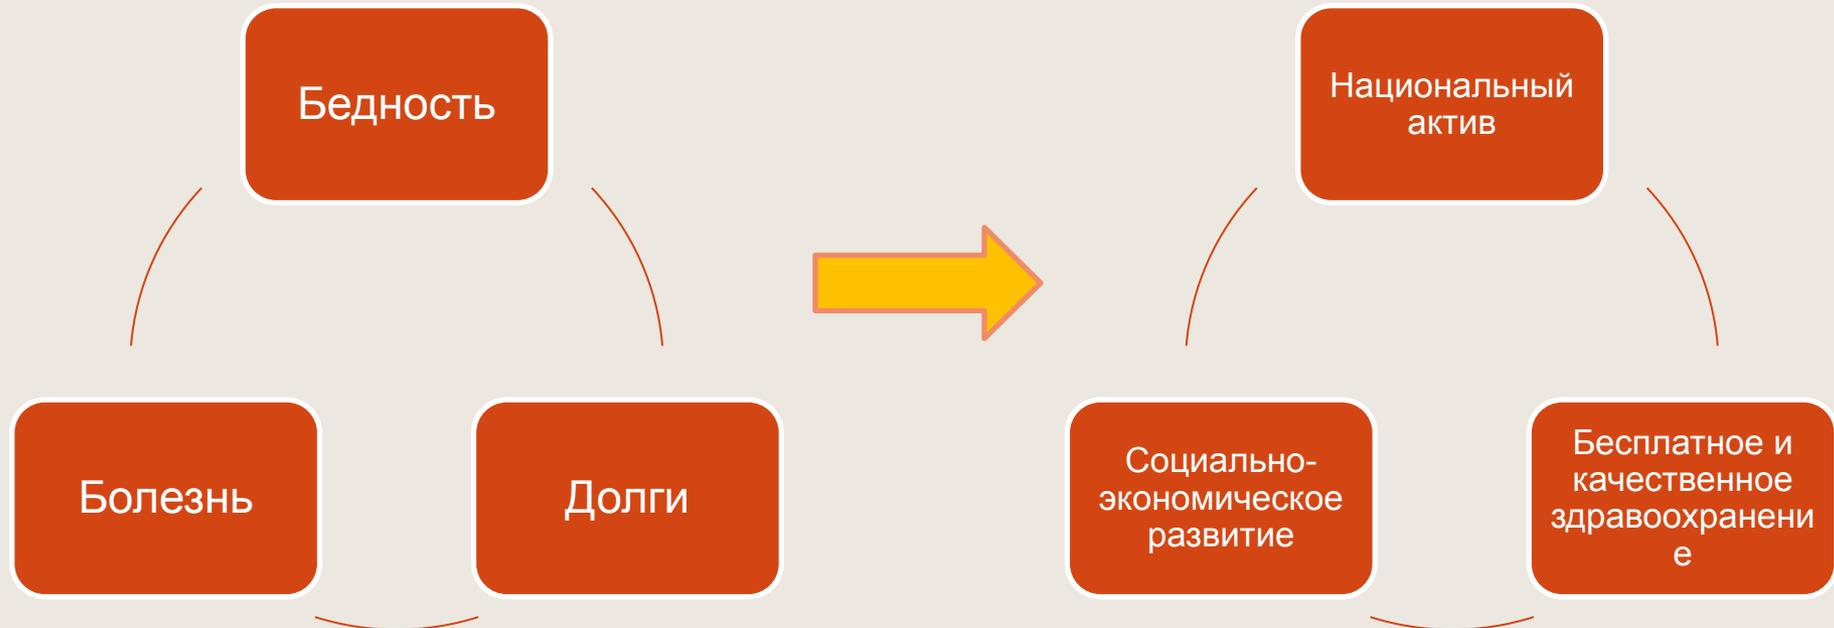 Бедность
Болезнь
Долги
Национальный
актив
Социально-
экономическое
развитие
Бесплатное и
качественное
здравоохранени
е